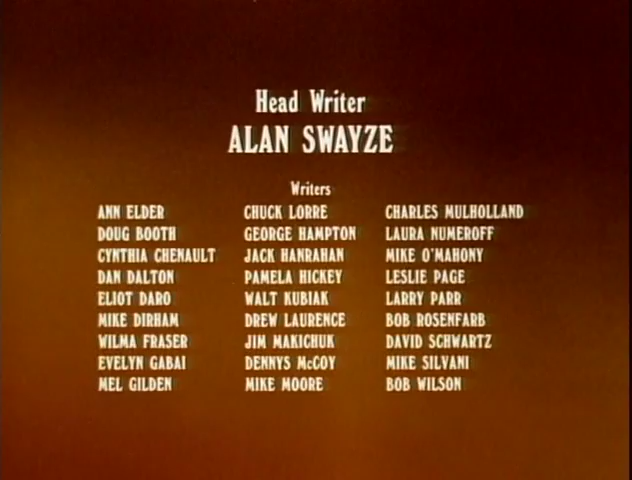 Head Writer
ALAN SWAYZE
Writers
ANN ELDER CHUCK LORRE CHARLES MULHOLLAND
DOUG BOOTH GEORGE HAMPTON LAURA NUMEROFF
CYNTHIA CHENAULT JACK HANRAHAN MIKE O'MAHONY
DAN DALTON PAMELA HICKEY LESLIE PAGE
ELIOT DARO WALT KUBIAK LARRY PARR
MIKE DIRHAM DREW LAURENCE BOB ROSENFARB
WILMA FRASER JIM MAKICHUK DAVID SCHWARTZ
EVELYN GABAI DENNYS McCOY MIKE SILVANI
MEL GILDEN MIKE MOORE BOB WILSON